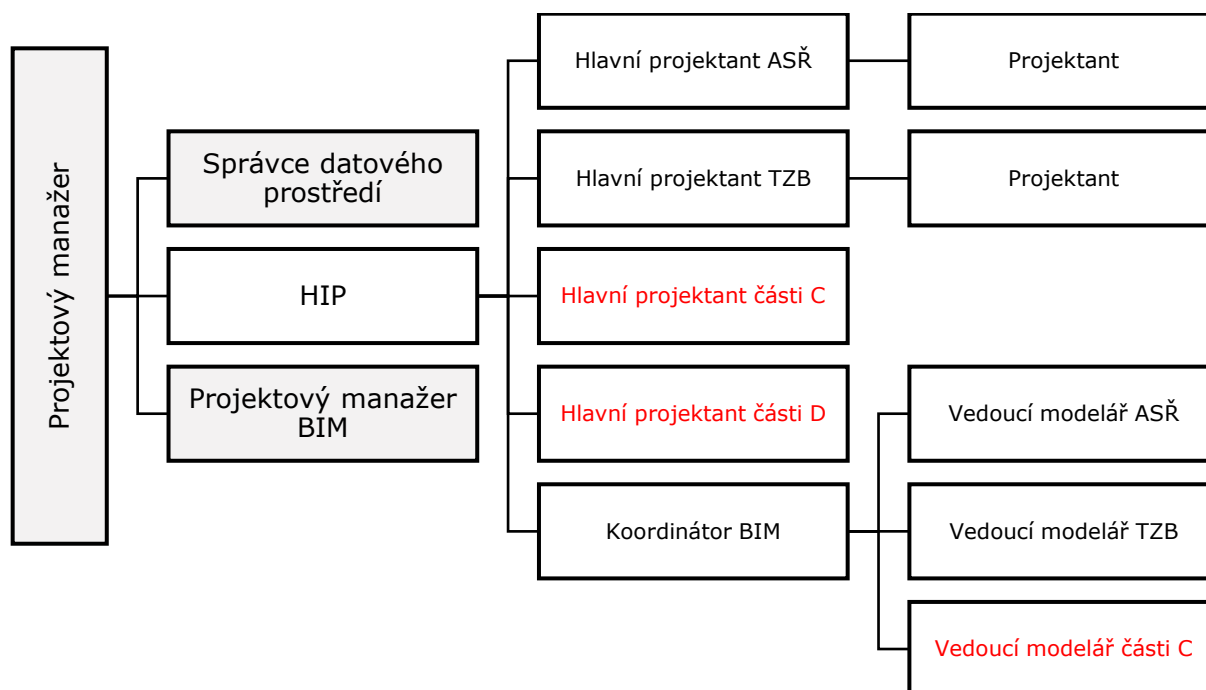 Projektový manažer
Správce datového
prostředí
HIP
Projektový manažer
BIM
Hlavní projektant ASŘ
Hlavní projektant TZB
Hlavní projektant části C
Hlavní projektant části D
Koordinátor BIM
Projektant
Projektant
Vedoucí modelář ASŘ
Vedoucí modelář TZB
Vedoucí modelář části C